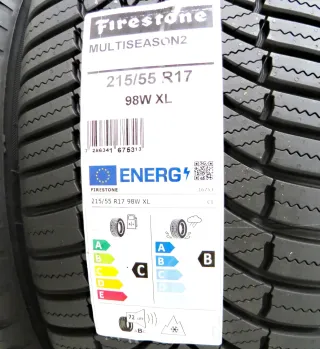 Firestone
MULTISEASON2
215/55 R17
98W XL
ENERG
FIRESTONE
215/55 R17 98W XL
C1
A
B
C
D
E
C
A
B
C
D
E
B
B